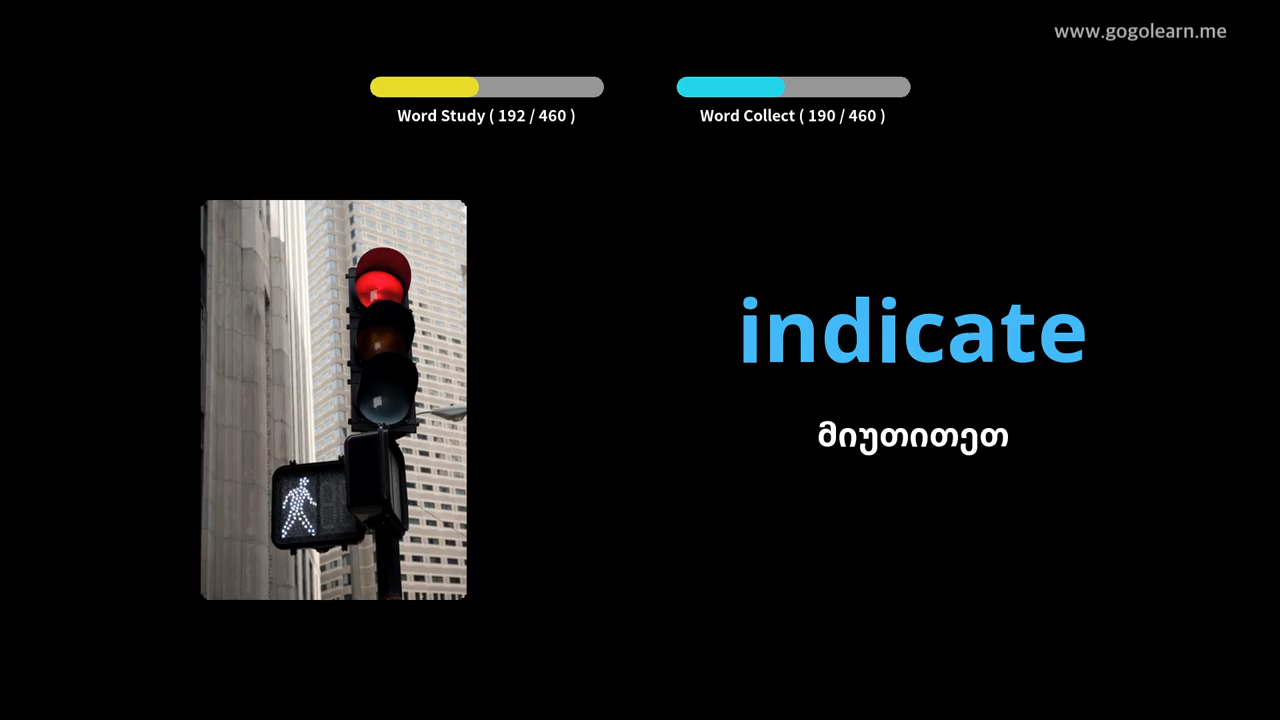 www.gogolearn.me
Word Study ( 192 / 460 )
Word Collect ( 190 / 460 )
indicate
მიუთითეთ